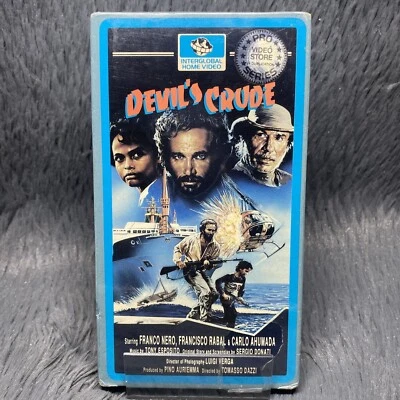 INTERGLOBAL
HOME VIDEO
PRO
VIDEO
STORE
SERIES
DEVIL'S CRUDE
Starring FRANCO NERO, FRANCISCO RABAL & CARLO AHUMADA
Music by TONY ESPOSITO Original Story and Screenplay by SERGIO DONATI
Director of Photography LUIGI VERGA
Produced by PINO AURIEMMA Directed by TOMASSO DAZZI